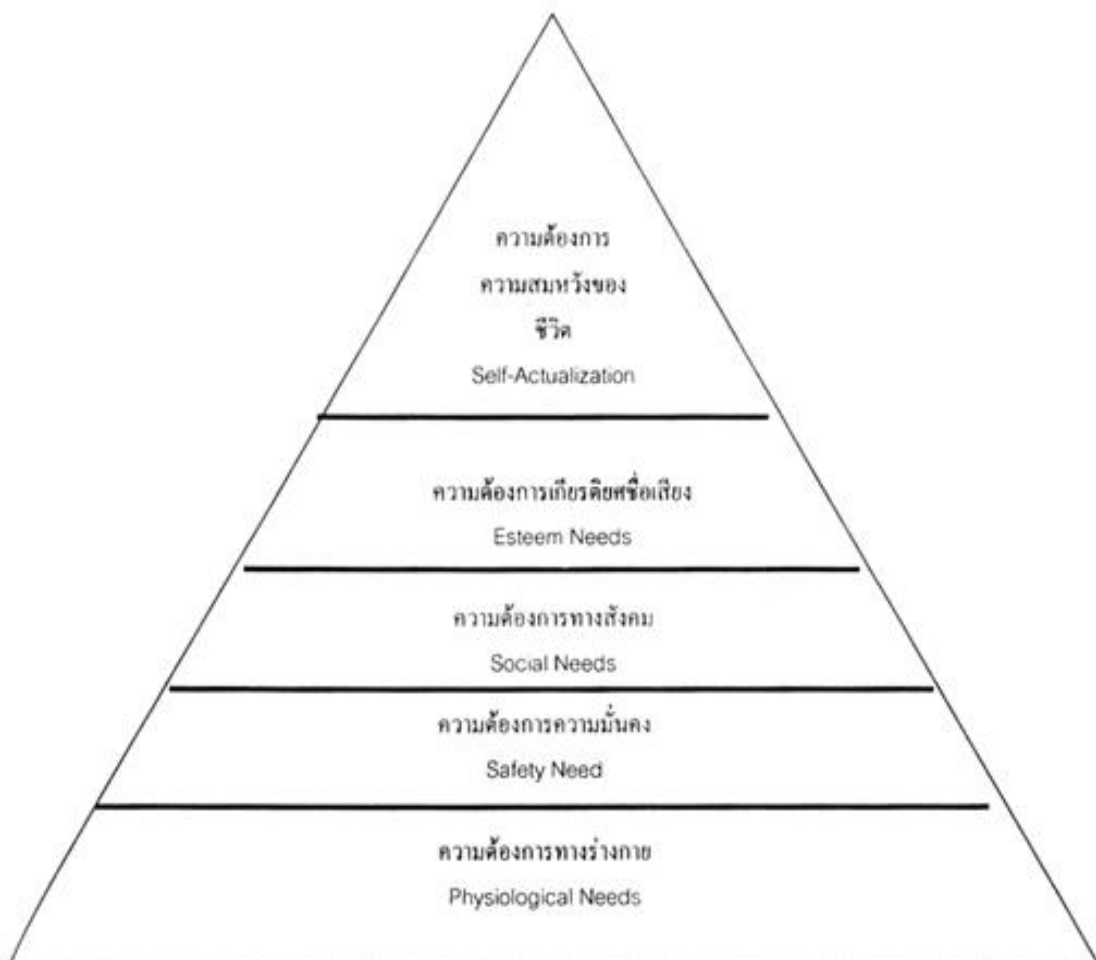 ความต้องการ
ความสมหวังของ
ชีวิต
Self-Actualization
ความต้องการเกียรติยศชื่อเสียง
Esteem Needs
ความต้องการทางสังคม
Social Needs
ความต้องการความมั่นคง
Safety Need
ความต้องการทางร่างกาย
Physiological Needs